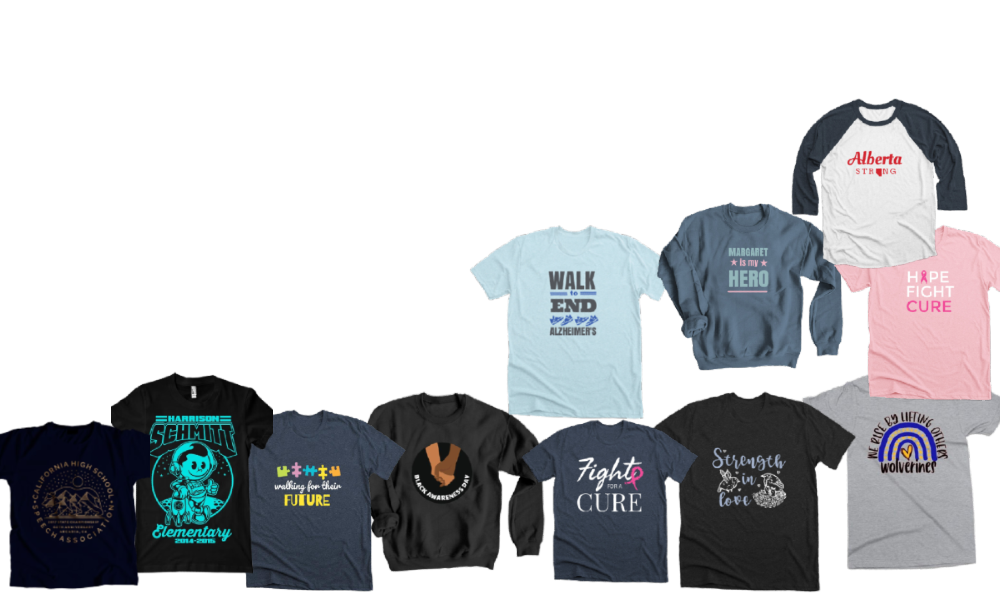 Alberta
STRONG
MARGARET
is my
HERO
WALK
to
END
ALZHEIMER'S
HOPE
FIGHT
CURE
CALIFORNIA HIGH SCHOOL
SPEECH ASSOCIATION
HARRISON
SCHMITT
Elementary
2014-2015
walking for their
FUTURE
BLACK AWARENESS DAY
Fight
FOR A
CURE
Strength
in
love
WE RISE BY LIFTING OTHERS
wolverines